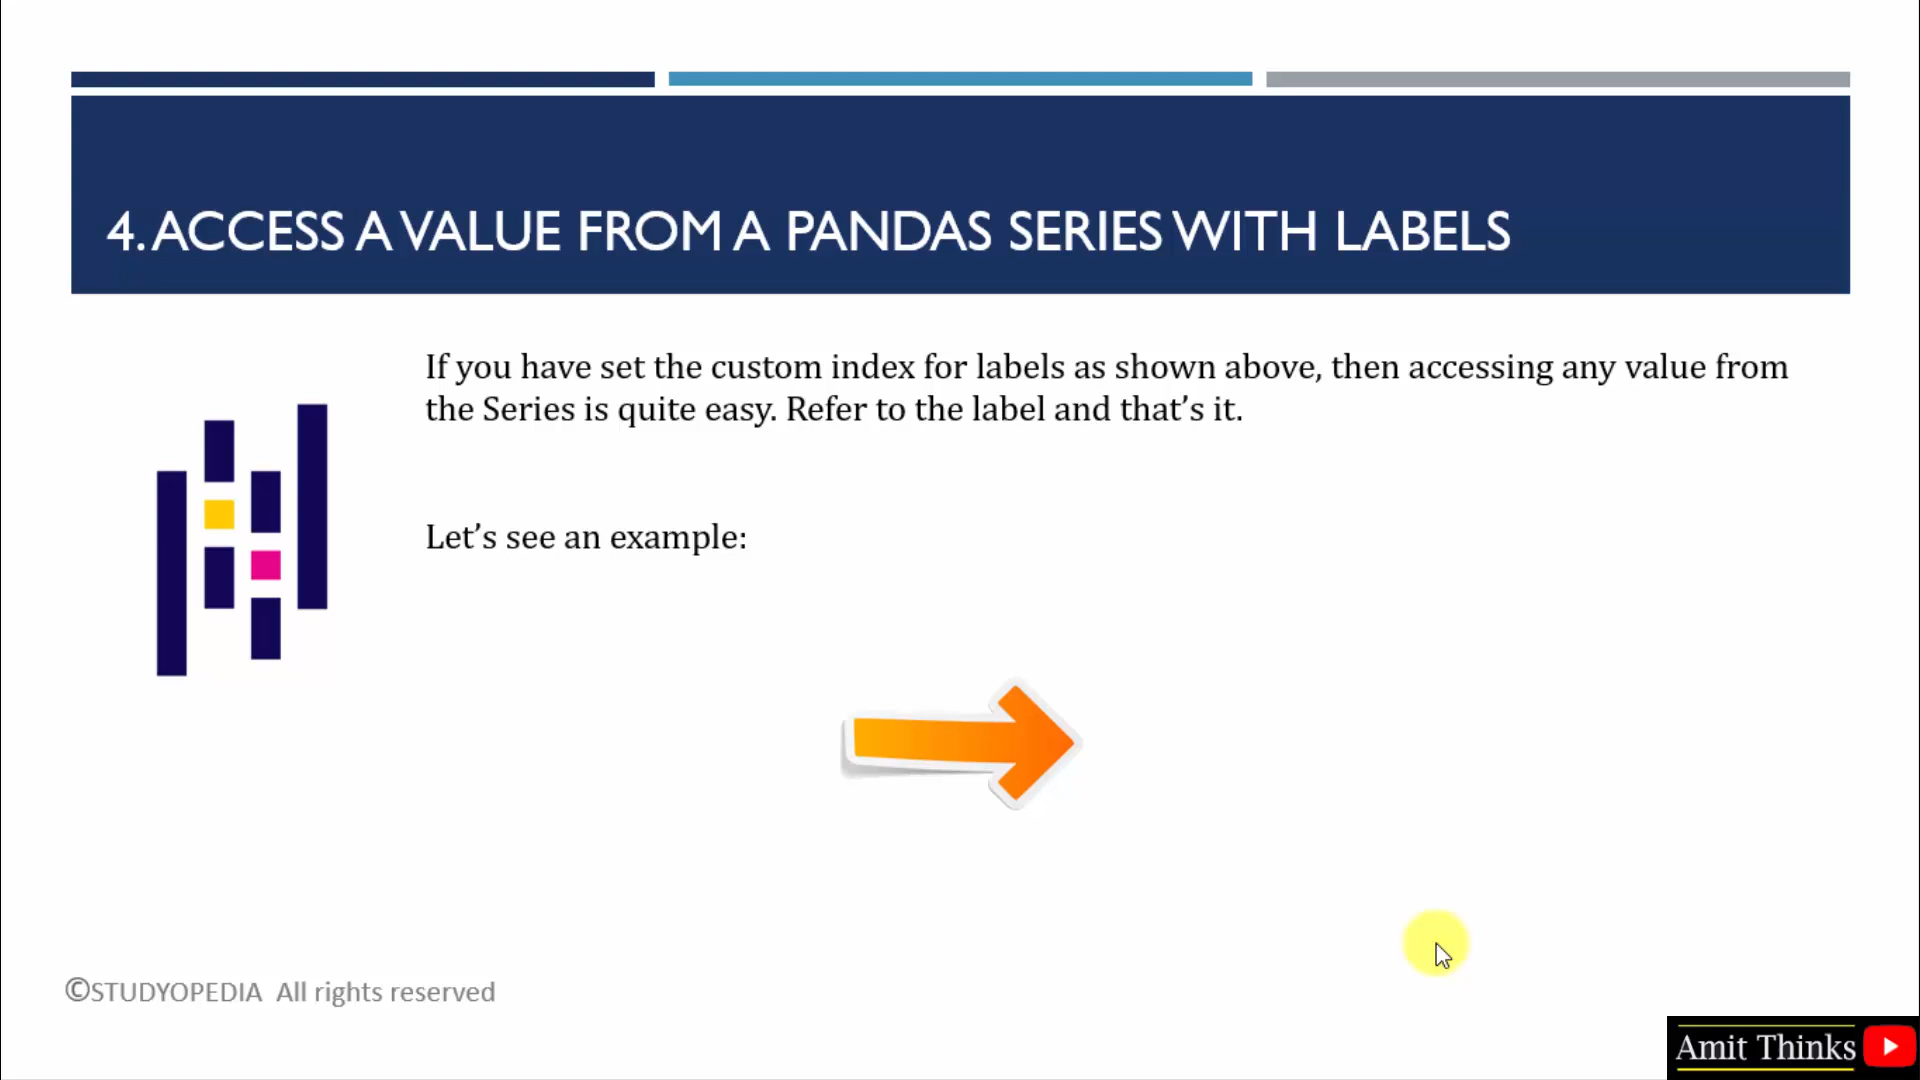 4. ACCESS A VALUE FROM A PANDAS SERIES WITH LABELS
If you have set the custom index for labels as shown above, then accessing any value from
the Series is quite easy. Refer to the label and that’s it.
Let’s see an example:
©STUDYOPEDIA All rights reserved
Amit Thinks